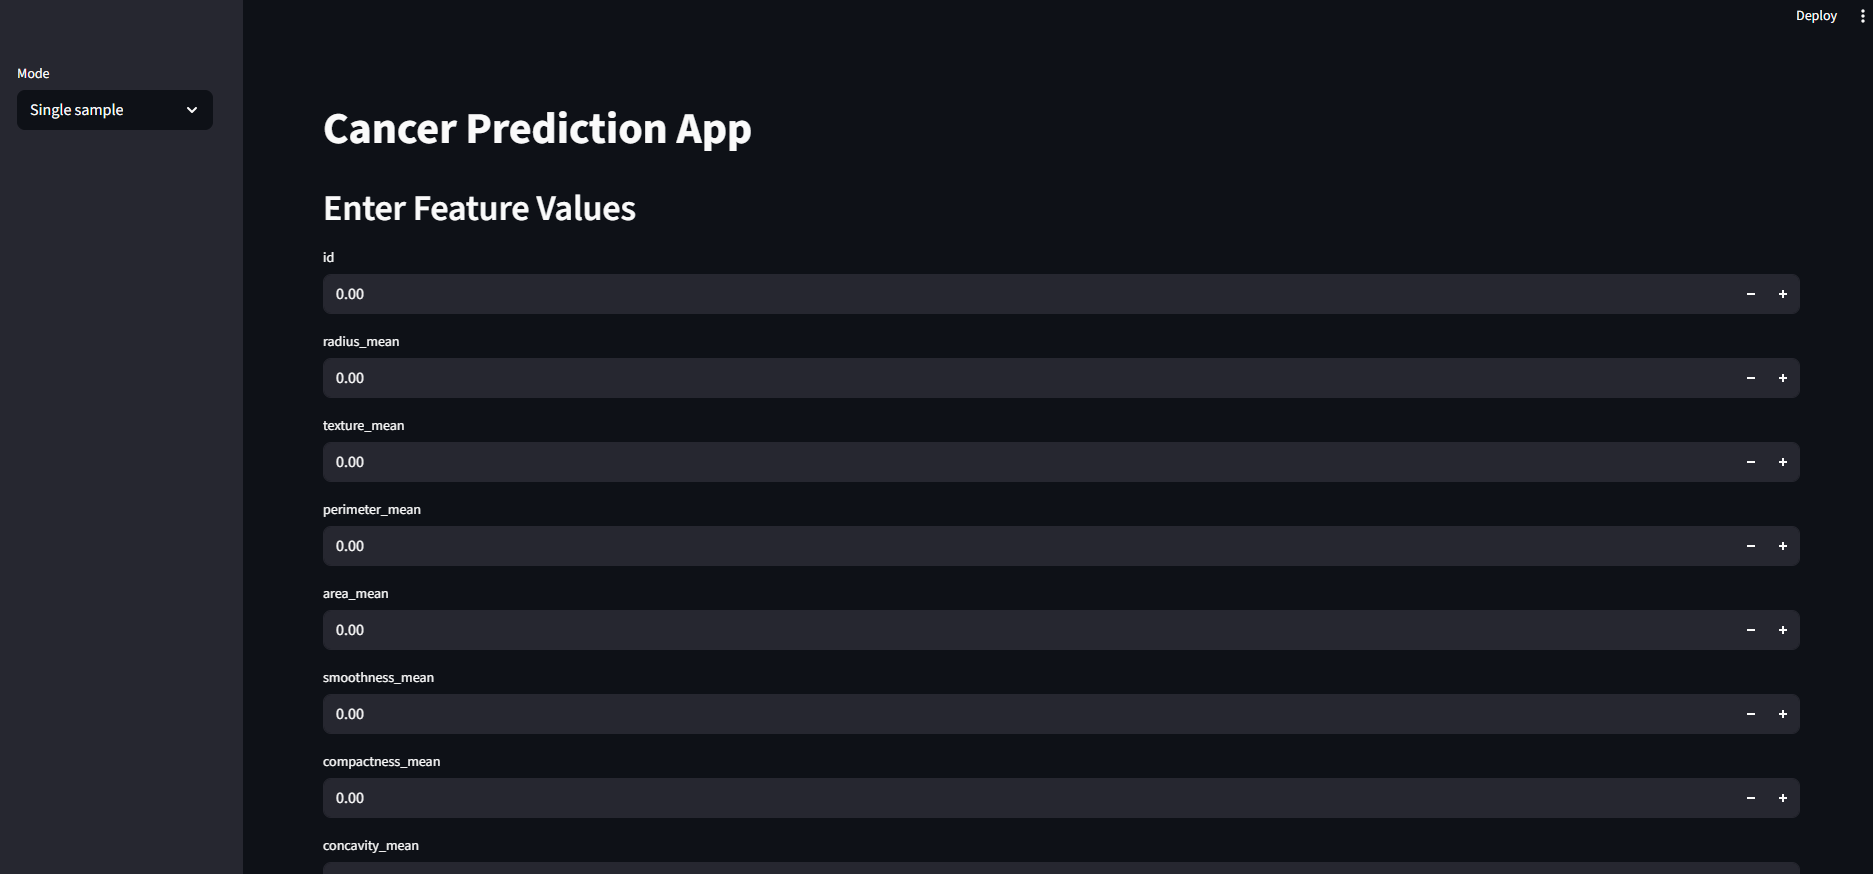 Deploy
Mode
Single sample
Cancer Prediction App
Enter Feature Values
id
0.00
radius_mean
0.00
texture_mean
0.00
perimeter_mean
0.00
area_mean
0.00
smoothness_mean
0.00
compactness_mean
0.00
concavity_mean